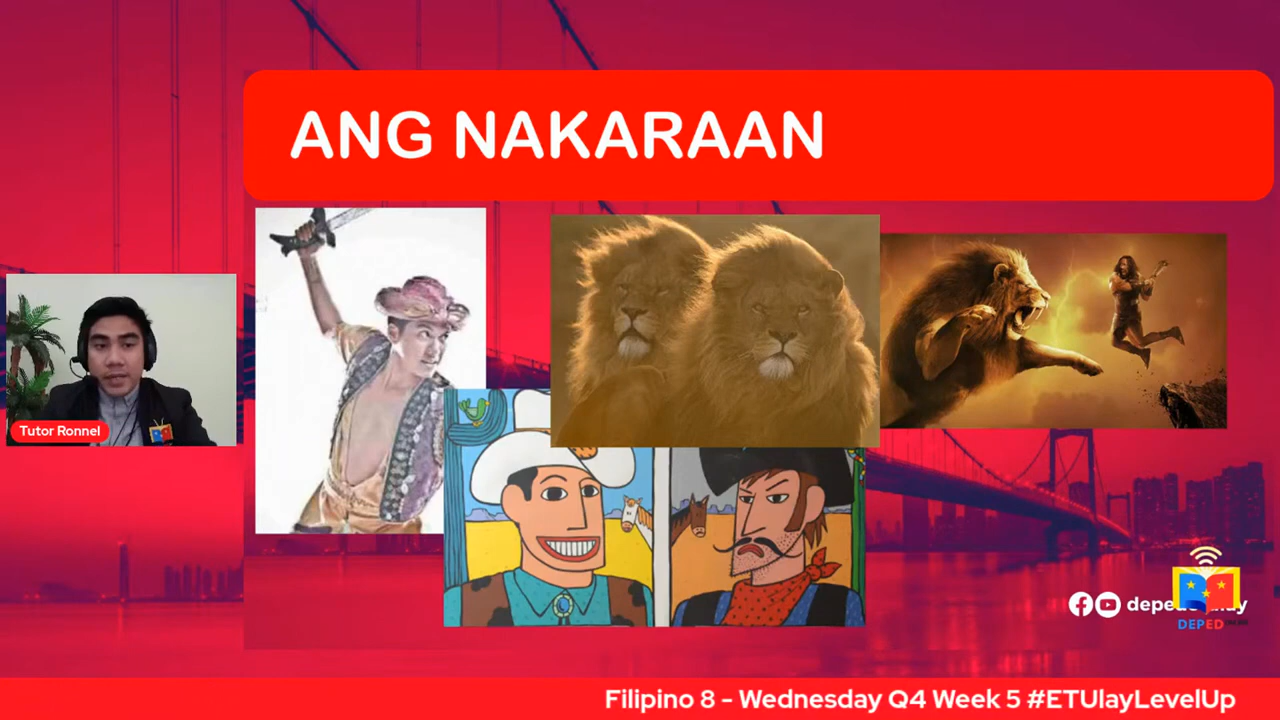 ANG NAKARAAN
Tutor Ronnel
DEPED
Filipino 8 - Wednesday Q4 Week 5 #ETUlayLevelUp